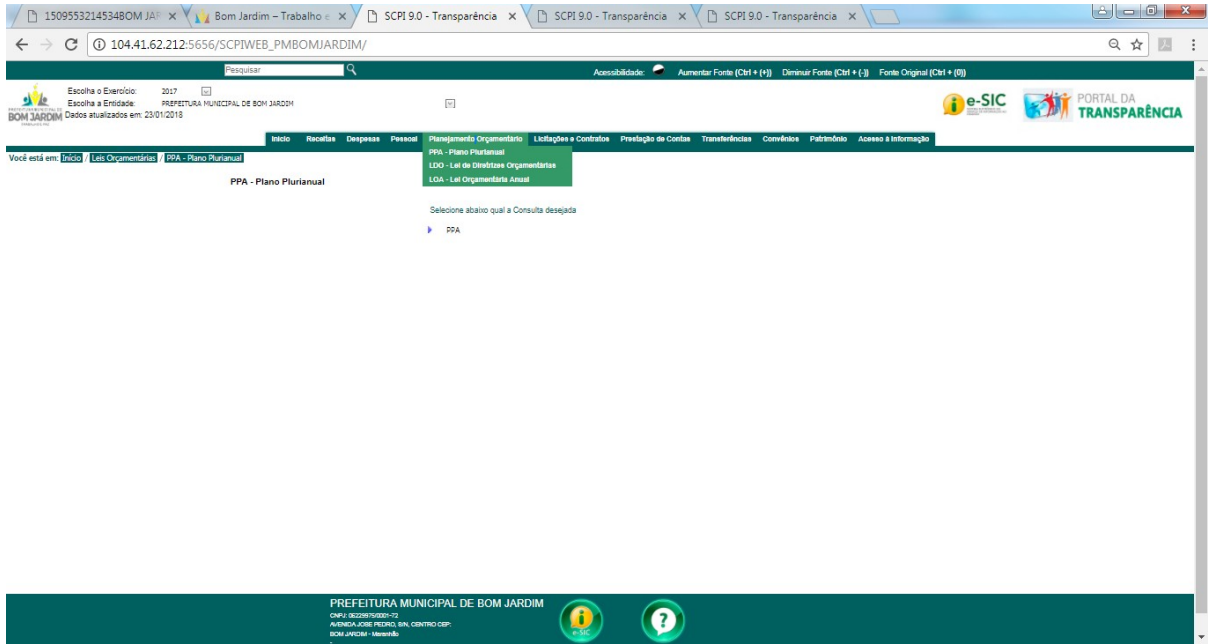 1509553214534BOM JAR
Bom Jardim – Trabalho e
SCPI 9.0 - Transparência
SCPI 9.0 - Transparência
SCPI 9.0 - Transparência
104.41.62.212:5656/SCPIWEB_PMBOMJARDIM/
Pesquisar
Acessibilidade:
Aumentar Fonte (Ctrl + (+))
Diminuir Fonte (Ctrl + (-))
Fonte Original (Ctrl + (0))
BOM JARDIM
Escolha o Exercício: 2017
Escolha a Entidade: PREFEITURA MUNICIPAL DE BOM JARDIM
Dados atualizados em: 23/01/2018
e-SIC
PORTAL DA
TRANSPARÊNCIA
Início Receitas Despesas Pessoal Planejamento Orçamentário Licitações e Contratos Prestação de Contas Transferências Convênios Patrimônio Acesso à Informação
PPA - Plano Plurianual
LDO - Lei de Diretrizes Orçamentárias
LOA - Lei Orçamentária Anual
Você está em: Início / Leis Orçamentárias / PPA - Plano Plurianual
PPA - Plano Plurianual
Selecione abaixo qual a Consulta desejada
PPA
PREFEITURA MUNICIPAL DE BOM JARDIM
CNPJ: 06229975/0001-72
AVENIDA JOSE PEDRO, S/N, CENTRO CEP:
BOM JARDIM - Maranhão
e-SIC